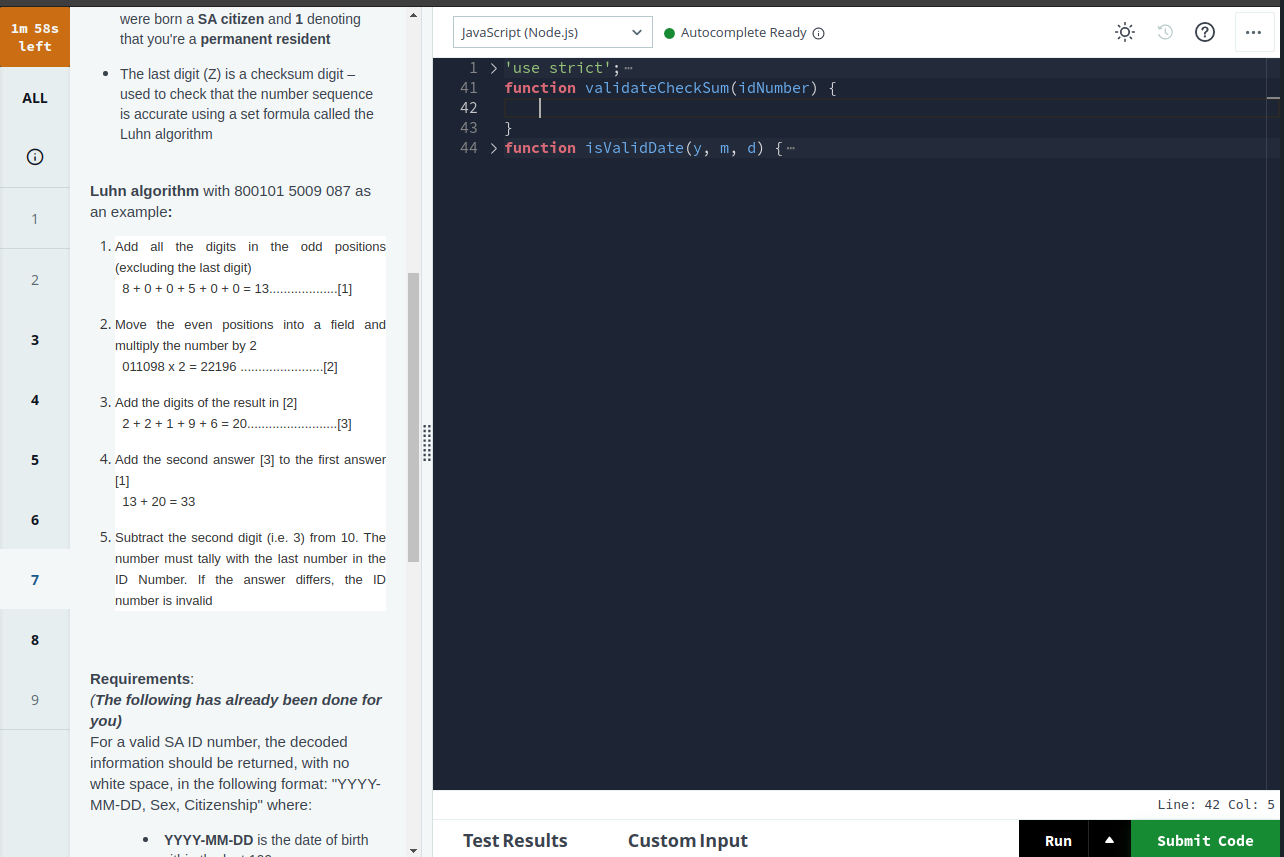 1m 58s
left
ALL
1
2
3
4
5
6
7
8
9
were born a SA citizen and 1 denoting
that you're a permanent resident
• The last digit (Z) is a checksum digit –
used to check that the number sequence
is accurate using a set formula called the
Luhn algorithm
Luhn algorithm with 800101 5009 087 as
an example:
1. Add all the digits in the odd positions
(excluding the last digit)
8 + 0 + 0 + 5 + 0 + 0 = 13...................[1]
2. Move the even positions into a field and
multiply the number by 2
011098 x 2 = 22196 .......................[2]
3. Add the digits of the result in [2]
2 + 2 + 1 + 9 + 6 = 20.........................[3]
4. Add the second answer [3] to the first answer
[1]
13 + 20 = 33
5. Subtract the second digit (i.e. 3) from 10. The
number must tally with the last number in the
ID Number. If the answer differs, the ID
number is invalid
Requirements:
(The following has already been done for
you)
For a valid SA ID number, the decoded
information should be returned, with no
white space, in the following format: "YYYY-
MM-DD, Sex, Citizenship" where:
• YYYY-MM-DD is the date of birth
JavaScript (Node.js)
Autocomplete Ready
1 'use strict';
41 function validateCheckSum(idNumber) {
42
43 }
44 function isValidDate(y, m, d) {
Line: 42 Col: 5
Test Results
Custom Input
Run
Submit Code